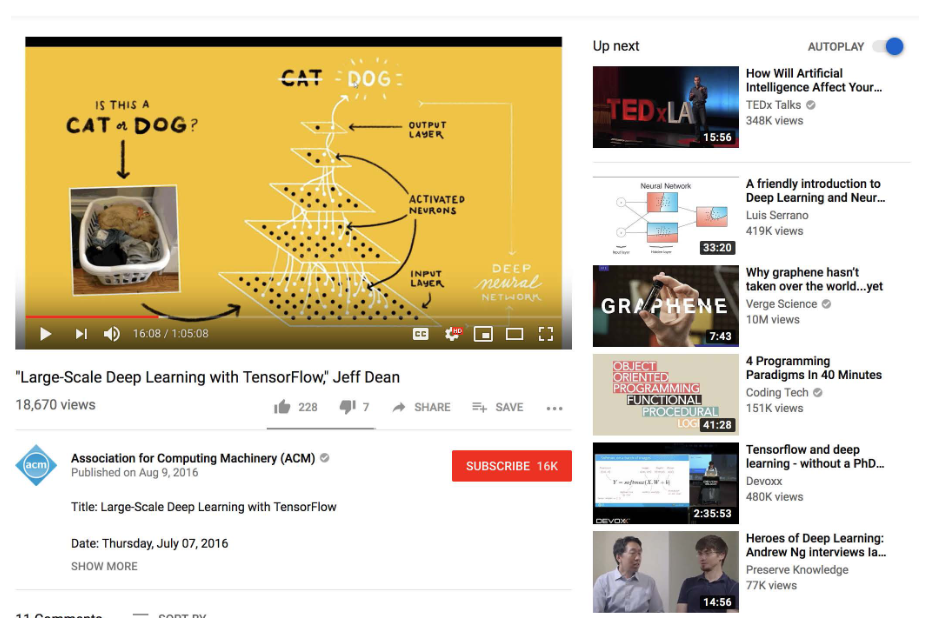 CAT DOG
IS THIS A
CAT or DOG?
OUTPUT
LAYER
ACTIVATED
NEURONS
INPUT
LAYER
DEEP
neural
NETWORK
CC HD
16:08 / 1:05:08
"Large-Scale Deep Learning with TensorFlow," Jeff Dean
18,670 views
228 7 SHARE SAVE
acm
Association for Computing Machinery (ACM)
Published on Aug 9, 2016
SUBSCRIBE 16K
Title: Large-Scale Deep Learning with TensorFlow
Date: Thursday, July 07, 2016
SHOW MORE
11 Comments SORT BY
Up next AUTOPLAY
TEDxLA
15:56
How Will Artificial
Intelligence Affect Your...
TEDx Talks
348K views
Neural Network
33:20
A friendly introduction to
Deep Learning and Neur...
Luis Serrano
419K views
GRAPHENE
7:43
Why graphene hasn't
taken over the world...yet
Verge Science
10M views
OBJECT
ORIENTED
PROGRAMMING
FUNCTIONAL
PROCEDURAL
LOGI
41:28
4 Programming
Paradigms In 40 Minutes
Coding Tech
151K views
DEVOXX
2:35:53
Tensorflow and deep
learning - without a PhD...
Devoxx
480K views
14:56
Heroes of Deep Learning:
Andrew Ng interviews Ia...
Preserve Knowledge
77K views